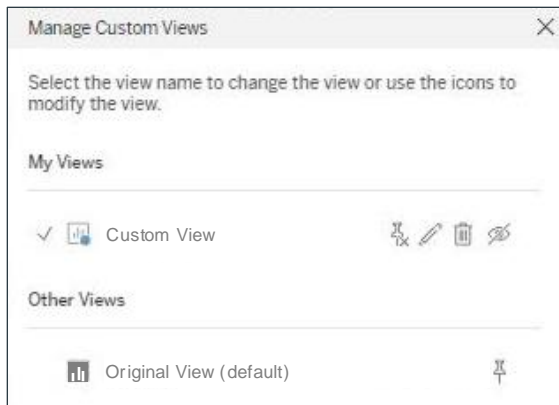 Manage Custom Views
Select the view name to change the view or use the icons to
modify the view.
My Views
Custom View
Other Views
Original View (default)